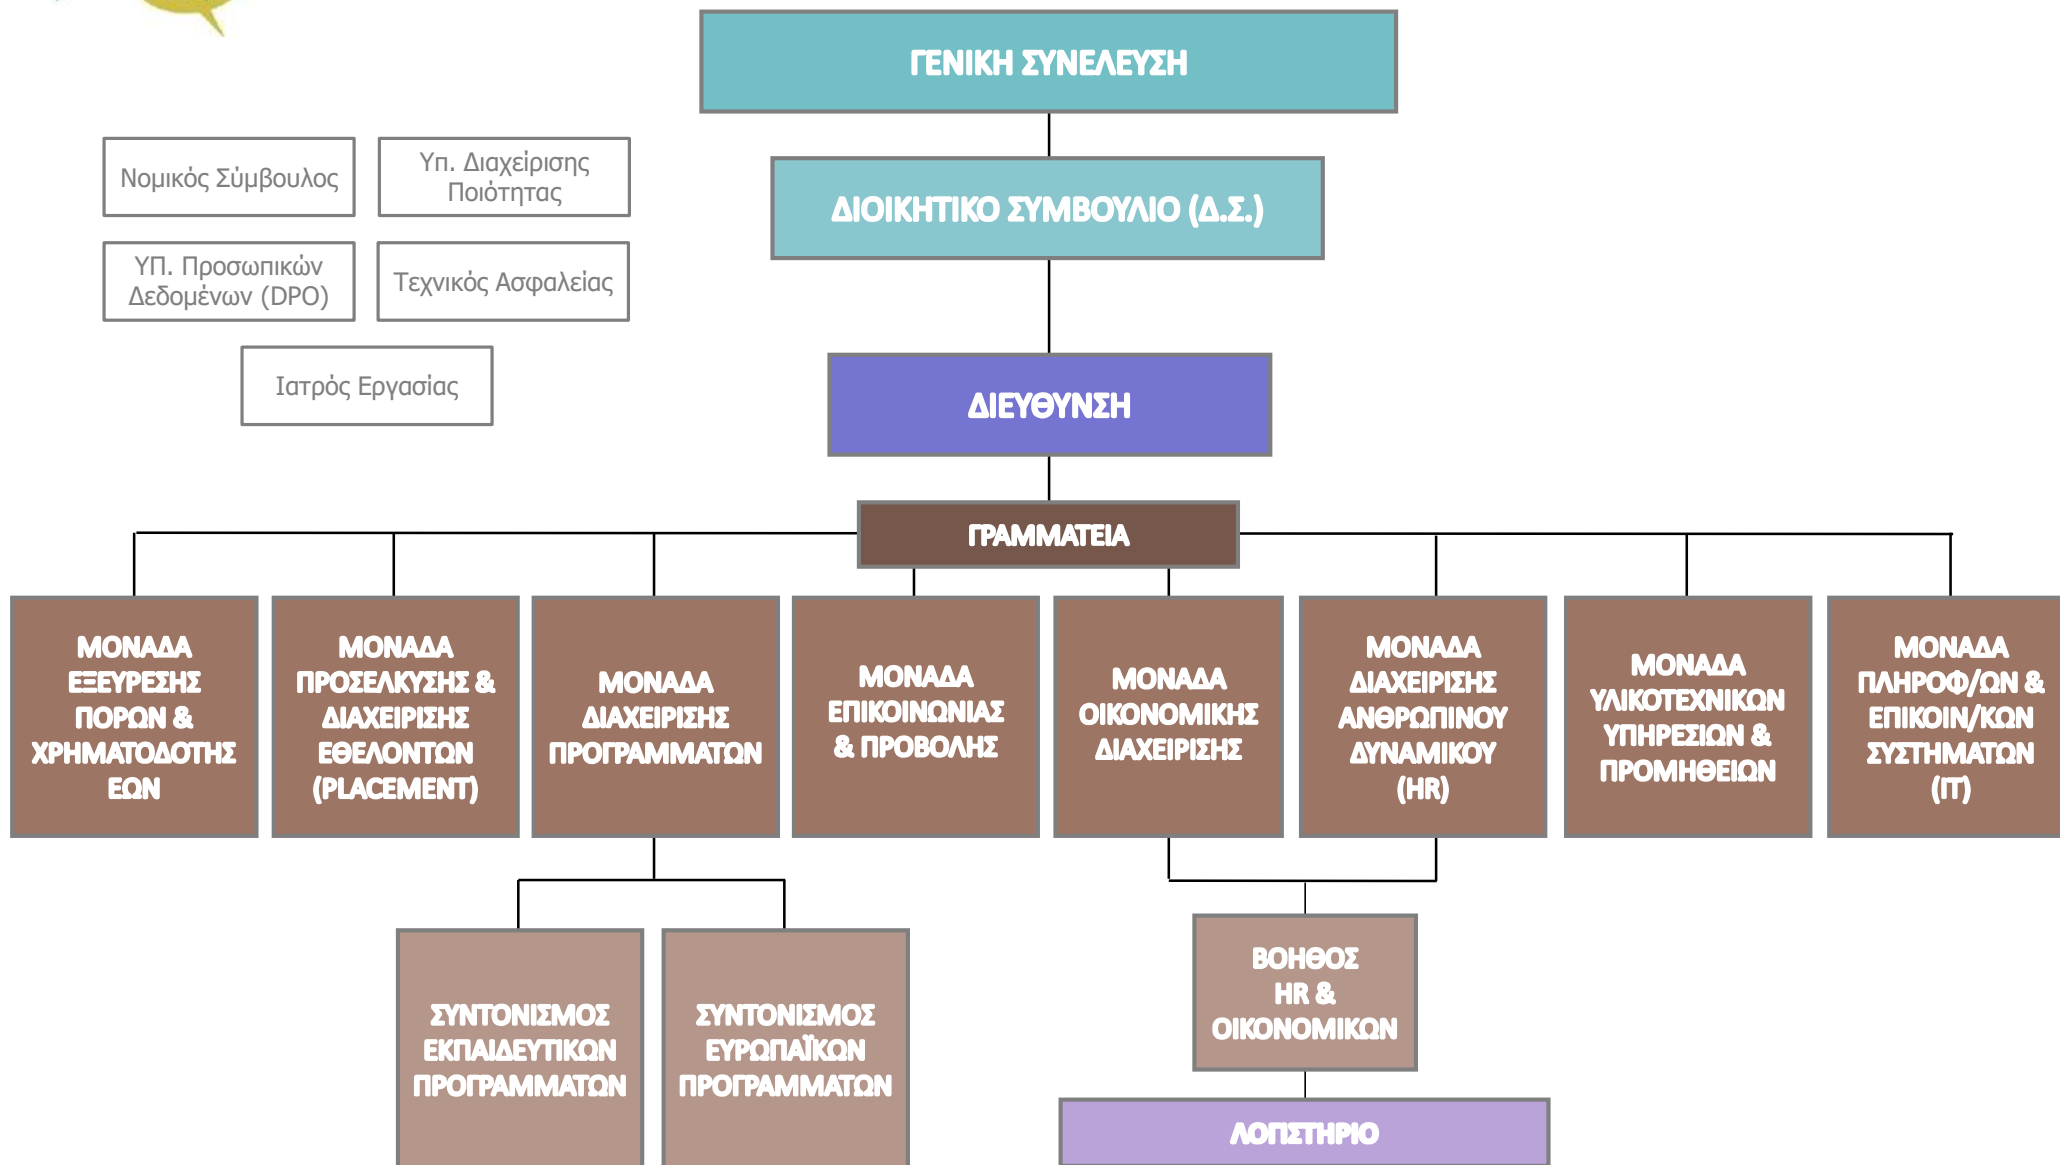 ΓΕΝΙΚΗ ΣΥΝΕΛΕΥΣΗ
Νομικός Σύμβουλος
Υπ. Διαχείρισης
Ποιότητας
ΔΙΟΙΚΗΤΙΚΟ ΣΥΜΒΟΥΛΙΟ (Δ.Σ.)
ΥΠ. Προσωπικών
Δεδομένων (DPO)
Τεχνικός Ασφαλείας
Ιατρός Εργασίας
ΔΙΕΥΘΥΝΣΗ
ΓΡΑΜΜΑΤΕΙΑ
ΜΟΝΑΔΑ
ΕΞΕΥΡΕΣΗΣ
ΠΟΡΩΝ &
ΧΡΗΜΑΤΟΔΟΤΗΣ
ΕΩΝ
ΜΟΝΑΔΑ
ΠΡΟΣΕΛΚΥΣΗΣ &
ΔΙΑΧΕΙΡΙΣΗΣ
ΕΘΕΛΟΝΤΩΝ
(PLACEMENT)
ΜΟΝΑΔΑ
ΔΙΑΧΕΙΡΙΣΗΣ
ΠΡΟΓΡΑΜΜΑΤΩΝ
ΜΟΝΑΔΑ
ΕΠΙΚΟΙΝΩΝΙΑΣ
& ΠΡΟΒΟΛΗΣ
ΜΟΝΑΔΑ
ΟΙΚΟΝΟΜΙΚΗΣ
ΔΙΑΧΕΙΡΙΣΗΣ
ΜΟΝΑΔΑ
ΔΙΑΧΕΙΡΙΣΗΣ
ΑΝΘΡΩΠΙΝΟΥ
ΔΥΝΑΜΙΚΟΥ
(HR)
ΜΟΝΑΔΑ
ΥΛΙΚΟΤΕΧΝΙΚΩΝ
ΥΠΗΡΕΣΙΩΝ &
ΠΡΟΜΗΘΕΙΩΝ
ΜΟΝΑΔΑ
ΠΛΗΡΟΦ/ΩΝ &
ΕΠΙΚΟΙΝ/ΚΩΝ
ΣΥΣΤΗΜΑΤΩΝ
(IT)
ΣΥΝΤΟΝΙΣΜΟΣ
ΕΚΠΑΙΔΕΥΤΙΚΩΝ
ΠΡΟΓΡΑΜΜΑΤΩΝ
ΣΥΝΤΟΝΙΣΜΟΣ
ΕΥΡΩΠΑΪΚΩΝ
ΠΡΟΓΡΑΜΜΑΤΩΝ
ΒΟΗΘΟΣ
HR &
ΟΙΚΟΝΟΜΙΚΩΝ
ΛΟΓΙΣΤΗΡΙΟ